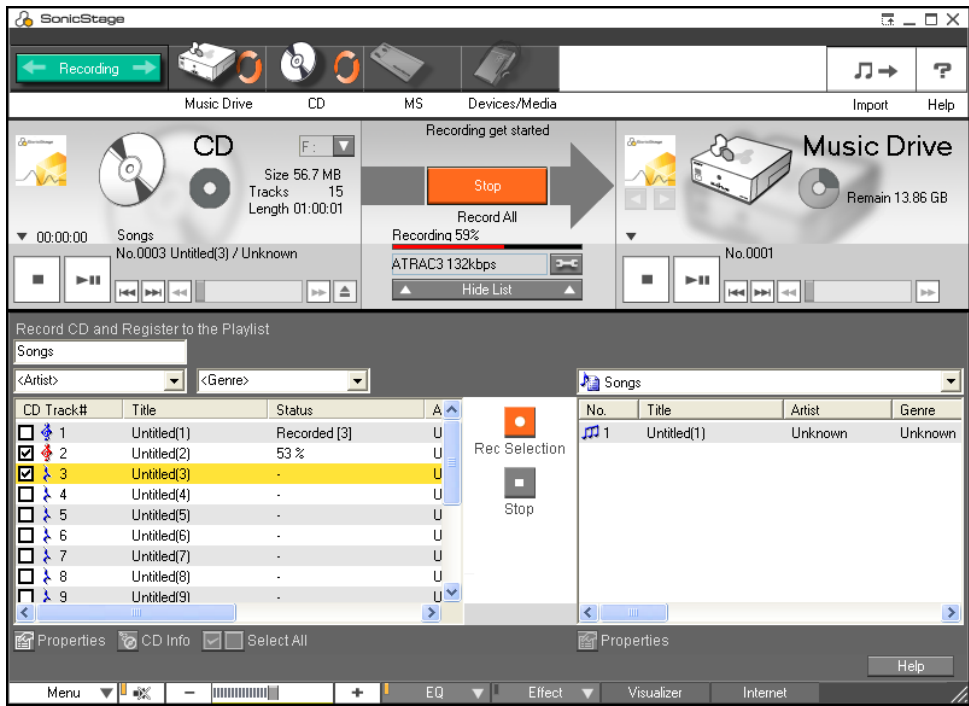 SonicStage
Recording
Music Drive
CD
MS
Devices/Media
Import
Help
CD
F:
Size 56.7 MB
Tracks 15
Length 01:00:01
00:00:00
Songs
No.0003 Untitled(3) / Unknown
Recording get started
Stop
Record All
Recording 59%
ATRAC3 132kbps
Hide List
Music Drive
Remain 13.86 GB
No.0001
Record CD and Register to the Playlist
Songs
<Artist> <Genre>
CD Track# Title Status A
1 Untitled(1) Recorded [3] U
2 Untitled(2) 53 % U
3 Untitled(3) - U
4 Untitled(4) - U
5 Untitled(5) - U
6 Untitled(6) - U
7 Untitled(7) - U
8 Untitled(8) - U
9 Untitled(9) - U
Rec Selection
Stop
Songs
No. Title Artist Genre
1 Untitled(1) Unknown Unknown
Properties CD Info Select All
Properties
Help
Menu EQ Effect Visualizer Internet